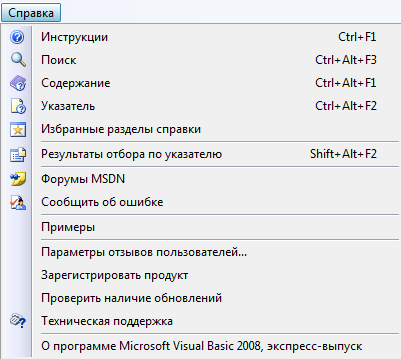 Справка
Инструкции Ctrl+F1
Поиск Ctrl+Alt+F3
Содержание Ctrl+Alt+F1
Указатель Ctrl+Alt+F2
Избранные разделы справки
Результаты отбора по указателю Shift+Alt+F2
Форумы MSDN
Сообщить об ошибке
Примеры
Параметры отзывов пользователей...
Зарегистрировать продукт
Проверить наличие обновлений
Техническая поддержка
О программе Microsoft Visual Basic 2008, экспресс-выпуск